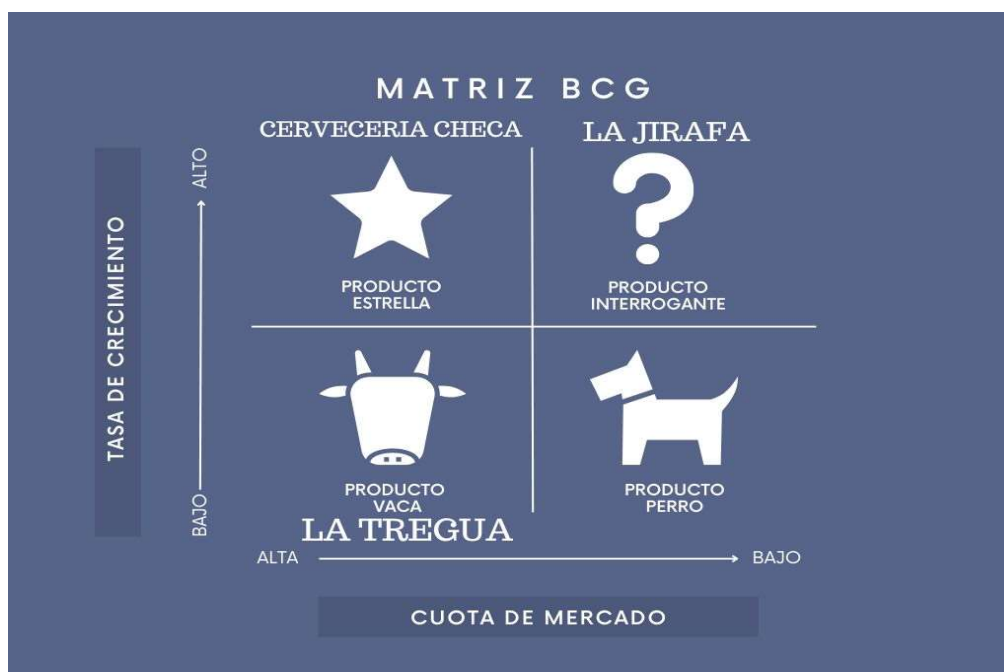 MATRIZ BCG
CERVECERIA CHECA
LA JIRAFA
ALTO
TASA DE CRECIMIENTO
BAJO
PRODUCTO
ESTRELLA
PRODUCTO
INTERROGANTE
PRODUCTO
VACA
LA TREGUA
PRODUCTO
PERRO
ALTA
BAJO
CUOTA DE MERCADO